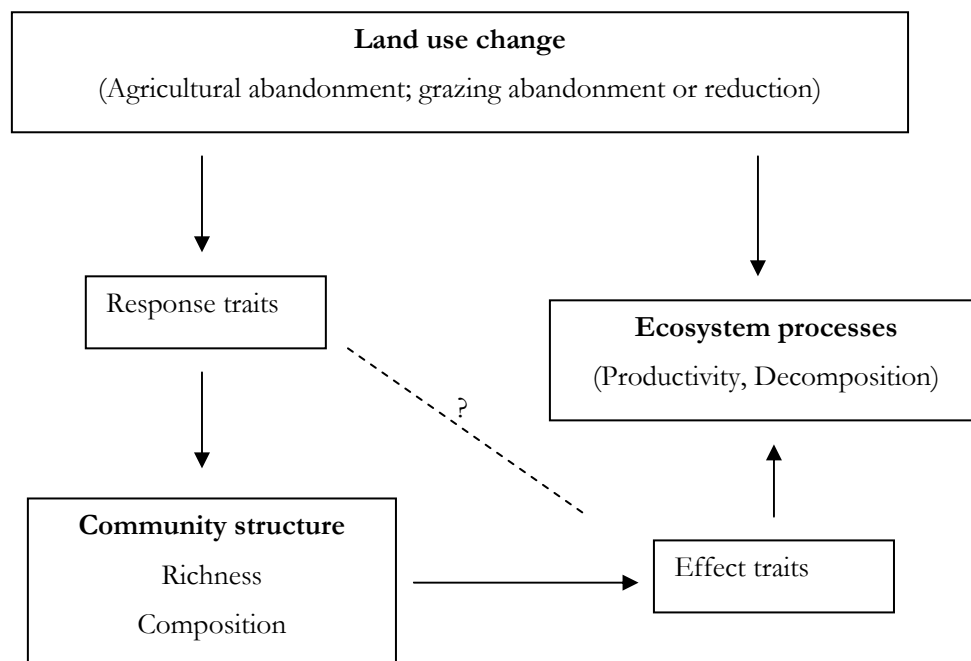 Land use change
(Agricultural abandonment; grazing abandonment or reduction)
Response traits
Ecosystem processes
(Productivity, Decomposition)
?
Community structure
Richness
Composition
Effect traits